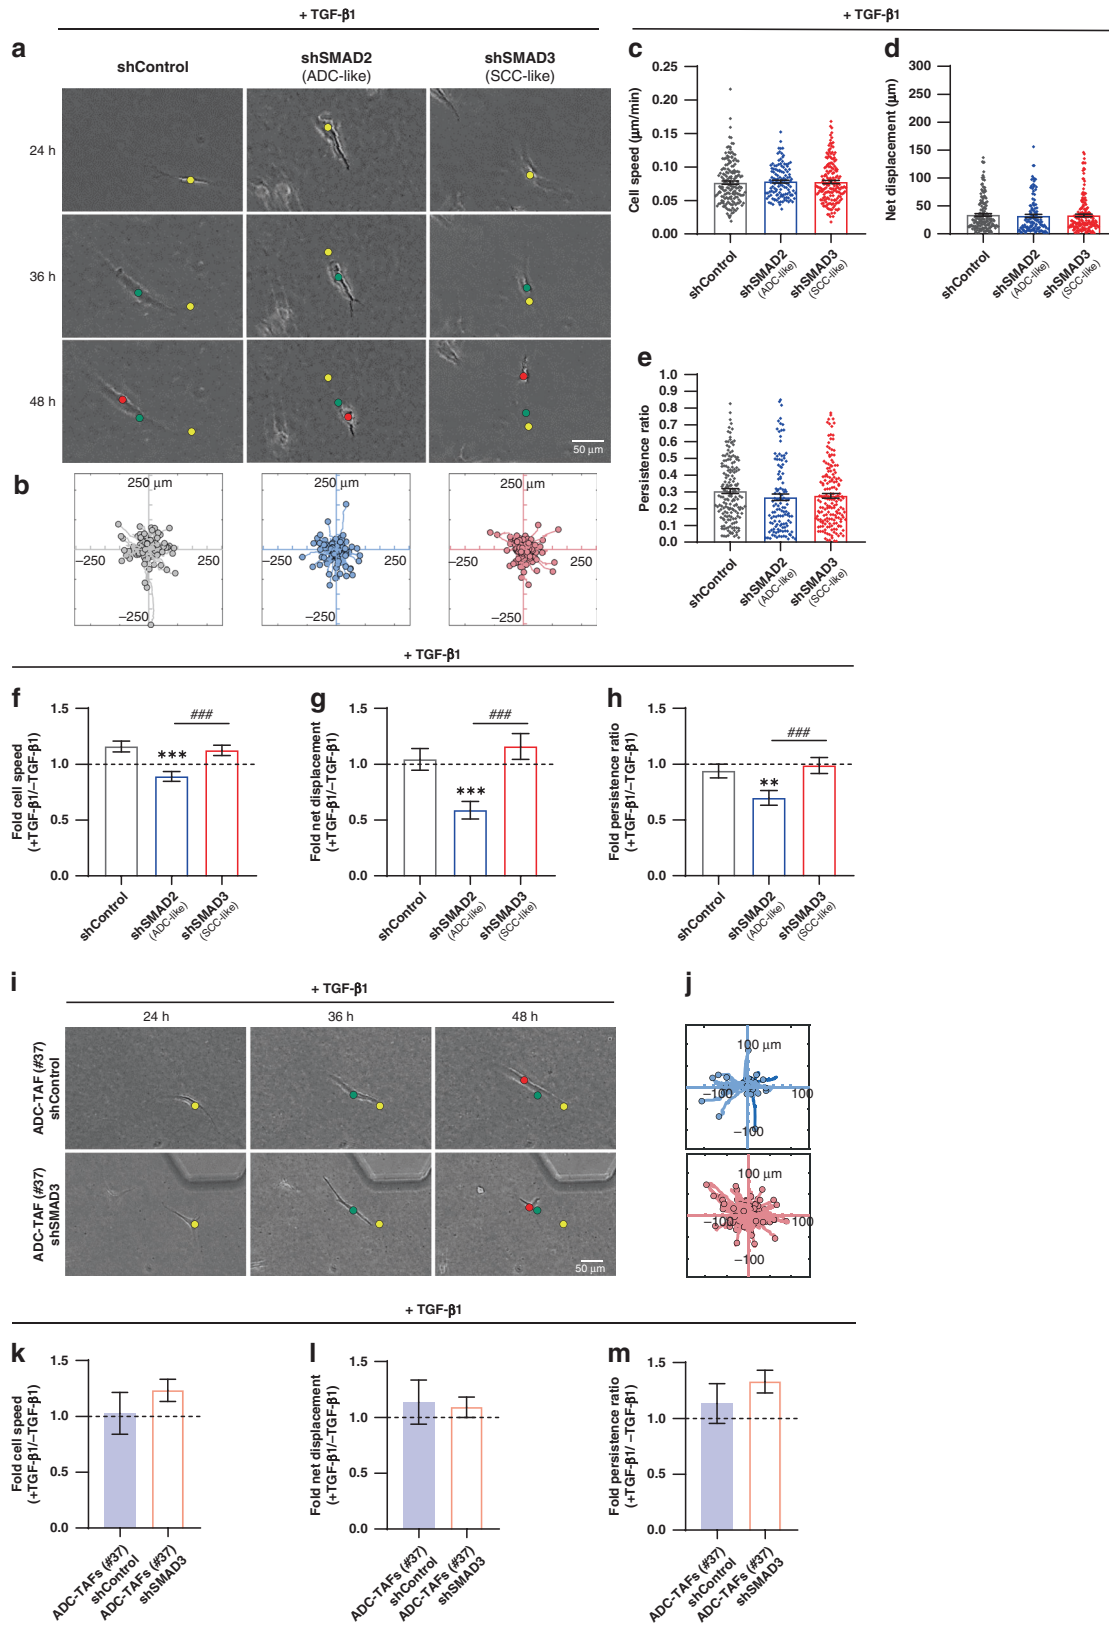 + TGF-β1
a
shControl
shSMAD2
(ADC-like)
shSMAD3
(SCC-like)
24 h
36 h
48 h
50 µm
b
250 µm
−250
250
−250
250 µm
−250
250
−250
250 µm
−250
250
−250
+ TGF-β1
c
Cell speed (µm/min)
0.25
0.20
0.15
0.10
0.05
0.00
shControl
shSMAD2
(ADC-like)
shSMAD3
(SCC-like)
d
Net displacement (µm)
300
250
200
150
100
50
0
shControl
shSMAD2
(ADC-like)
shSMAD3
(SCC-like)
e
Persistence ratio
1.0
0.9
0.8
0.7
0.6
0.5
0.4
0.3
0.2
0.1
0.0
shControl
shSMAD2
(ADC-like)
shSMAD3
(SCC-like)
+ TGF-β1
f
Fold cell speed
(+TGF-β1/−TGF-β1)
1.5
1.0
0.5
0.0
***
###
shControl
shSMAD2
(ADC-like)
shSMAD3
(SCC-like)
g
Fold net displacement
(+TGF-β1/−TGF-β1)
1.5
1.0
0.5
0.0
***
###
shControl
shSMAD2
(ADC-like)
shSMAD3
(SCC-like)
h
Fold persistence ratio
(+TGF-β1/−TGF-β1)
1.5
1.0
0.5
0.0
**
###
shControl
shSMAD2
(ADC-like)
shSMAD3
(SCC-like)
i
+ TGF-β1
24 h
36 h
48 h
ADC-TAF (#37)
shControl
ADC-TAF (#37)
shSMAD3
50 µm
j
100 µm
−100
100
−100
100 µm
−100
100
−100
+ TGF-β1
k
Fold cell speed
(+TGF-β1/−TGF-β1)
1.5
1.0
0.5
0.0
ADC-TAFs (#37)
shControl
ADC-TAFs (#37)
shSMAD3
l
Fold net displacement
(+TGF-β1/−TGF-β1)
1.5
1.0
0.5
0.0
ADC-TAFs (#37)
shControl
ADC-TAFs (#37)
shSMAD3
m
Fold persistence ratio
(+TGF-β1/ −TGF-β1)
1.5
1.0
0.5
0.0
ADC-TAFs (#37)
shControl
ADC-TAFs (#37)
shSMAD3